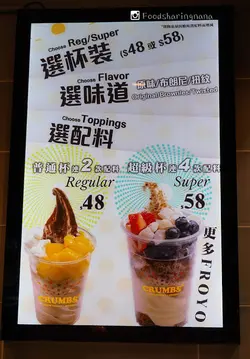 Foodsharingnana
Choose Reg/Super
選杯裝 ($48 或 $58)
Choose Flavor
選味道 原味/布朗尼/扭紋
Original/Brownies/Twisted
Choose Toppings
選配料
普通杯 送2款配料 超級杯 送4款配料
Regular Super
.48 .58
更多FROYO
CRUMBS CRUMBS